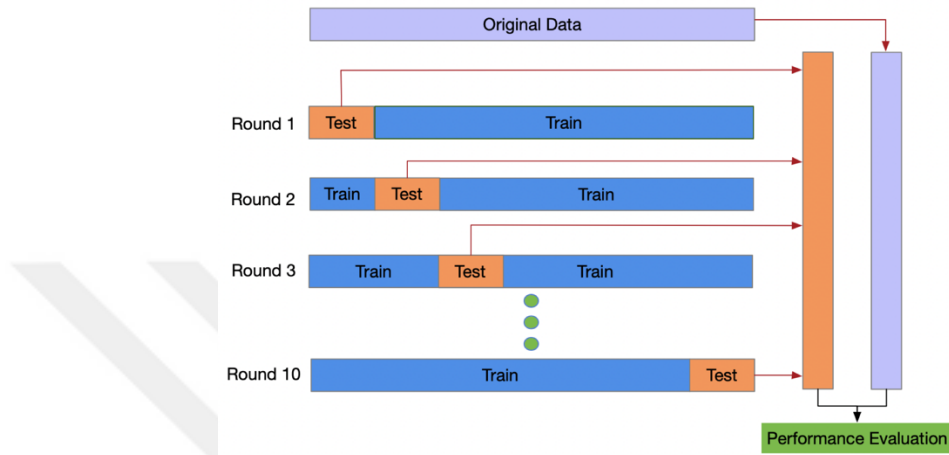 Original Data
Round 1 Test Train
Round 2 Train Test Train
Round 3 Train Test Train
Round 10 Train Test
Performance Evaluation